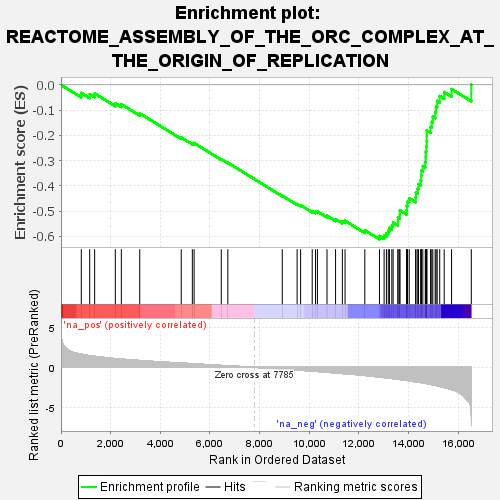 Enrichment plot:
REACTOME_ASSEMBLY_OF_THE_ORC_COMPLEX_AT_
THE_ORIGIN_OF_REPLICATION
Enrichment score (ES)
0.0
-0.1
-0.2
-0.3
-0.4
-0.5
-0.6
'na_pos' (positively correlated)
Ranked list metric (PreRanked)
5
0
-5
Zero cross at 7785
'na_neg' (negatively correlated)
0 2,000 4,000 6,000 8,000 10,000 12,000 14,000 16,000
Rank in Ordered Dataset
Enrichment profile Hits Ranking metric scores